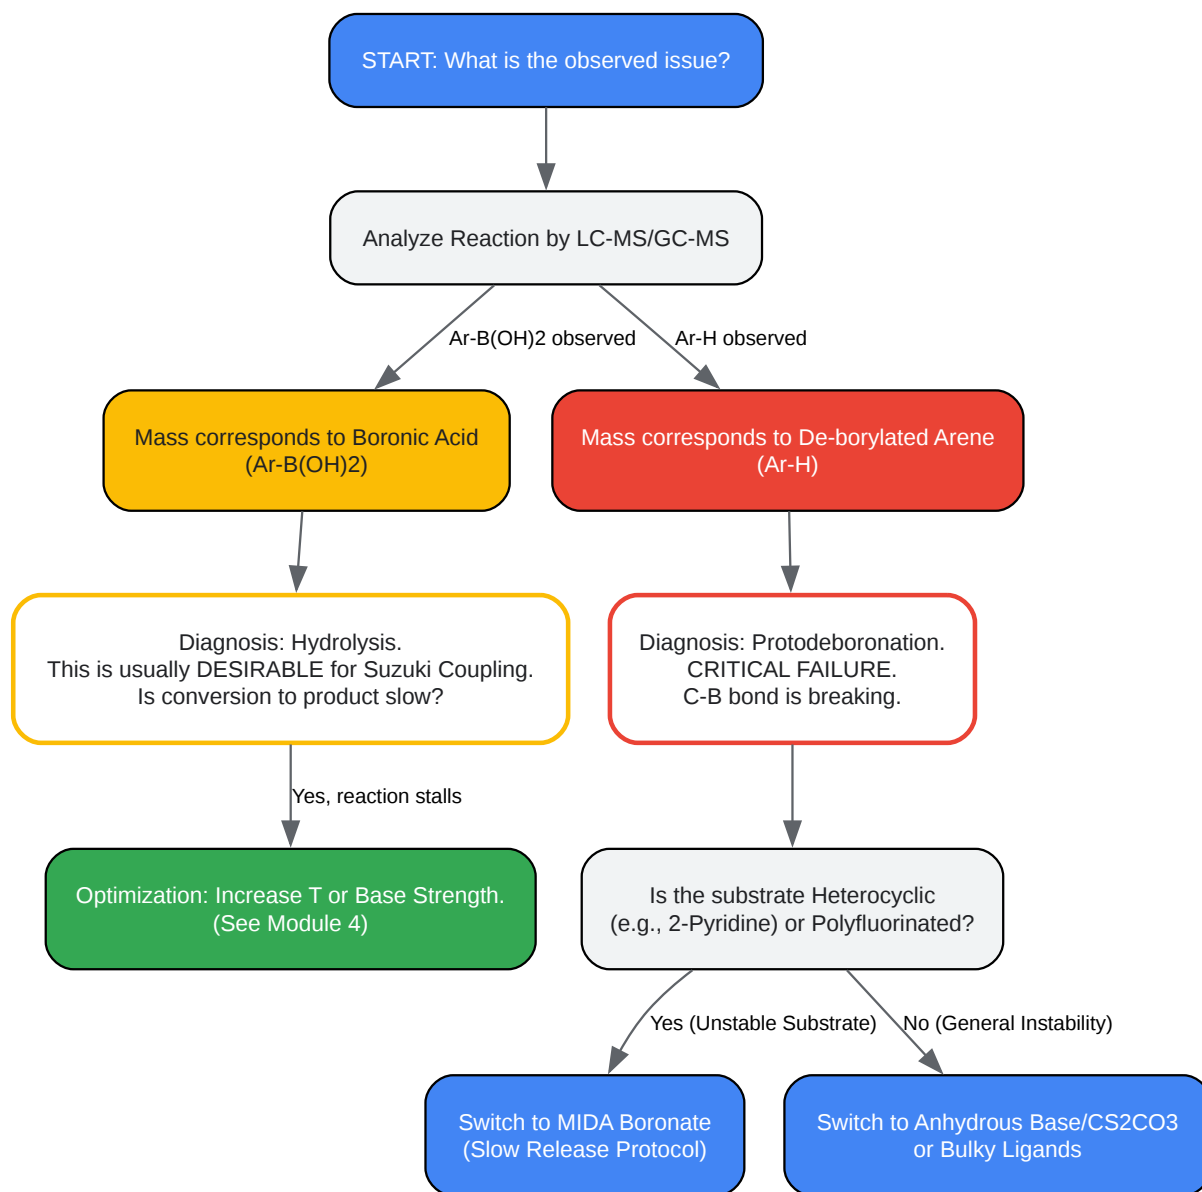 START: What is the observed issue?
Analyze Reaction by LC-MS/GC-MS
Ar-B(OH)2 observed
Ar-H observed
Mass corresponds to Boronic Acid
(Ar-B(OH)2)
Mass corresponds to De-borylated Arene
(Ar-H)
Diagnosis: Hydrolysis.
This is usually DESIRABLE for Suzuki Coupling.
Is conversion to product slow?
Diagnosis: Protodeboronation.
CRITICAL FAILURE.
C-B bond is breaking.
Yes, reaction stalls
Optimization: Increase T or Base Strength.
(See Module 4)
Is the substrate Heterocyclic
(e.g., 2-Pyridine) or Polyfluorinated?
Yes (Unstable Substrate)
No (General Instability)
Switch to MIDA Boronate
(Slow Release Protocol)
Switch to Anhydrous Base/CS2CO3
or Bulky Ligands